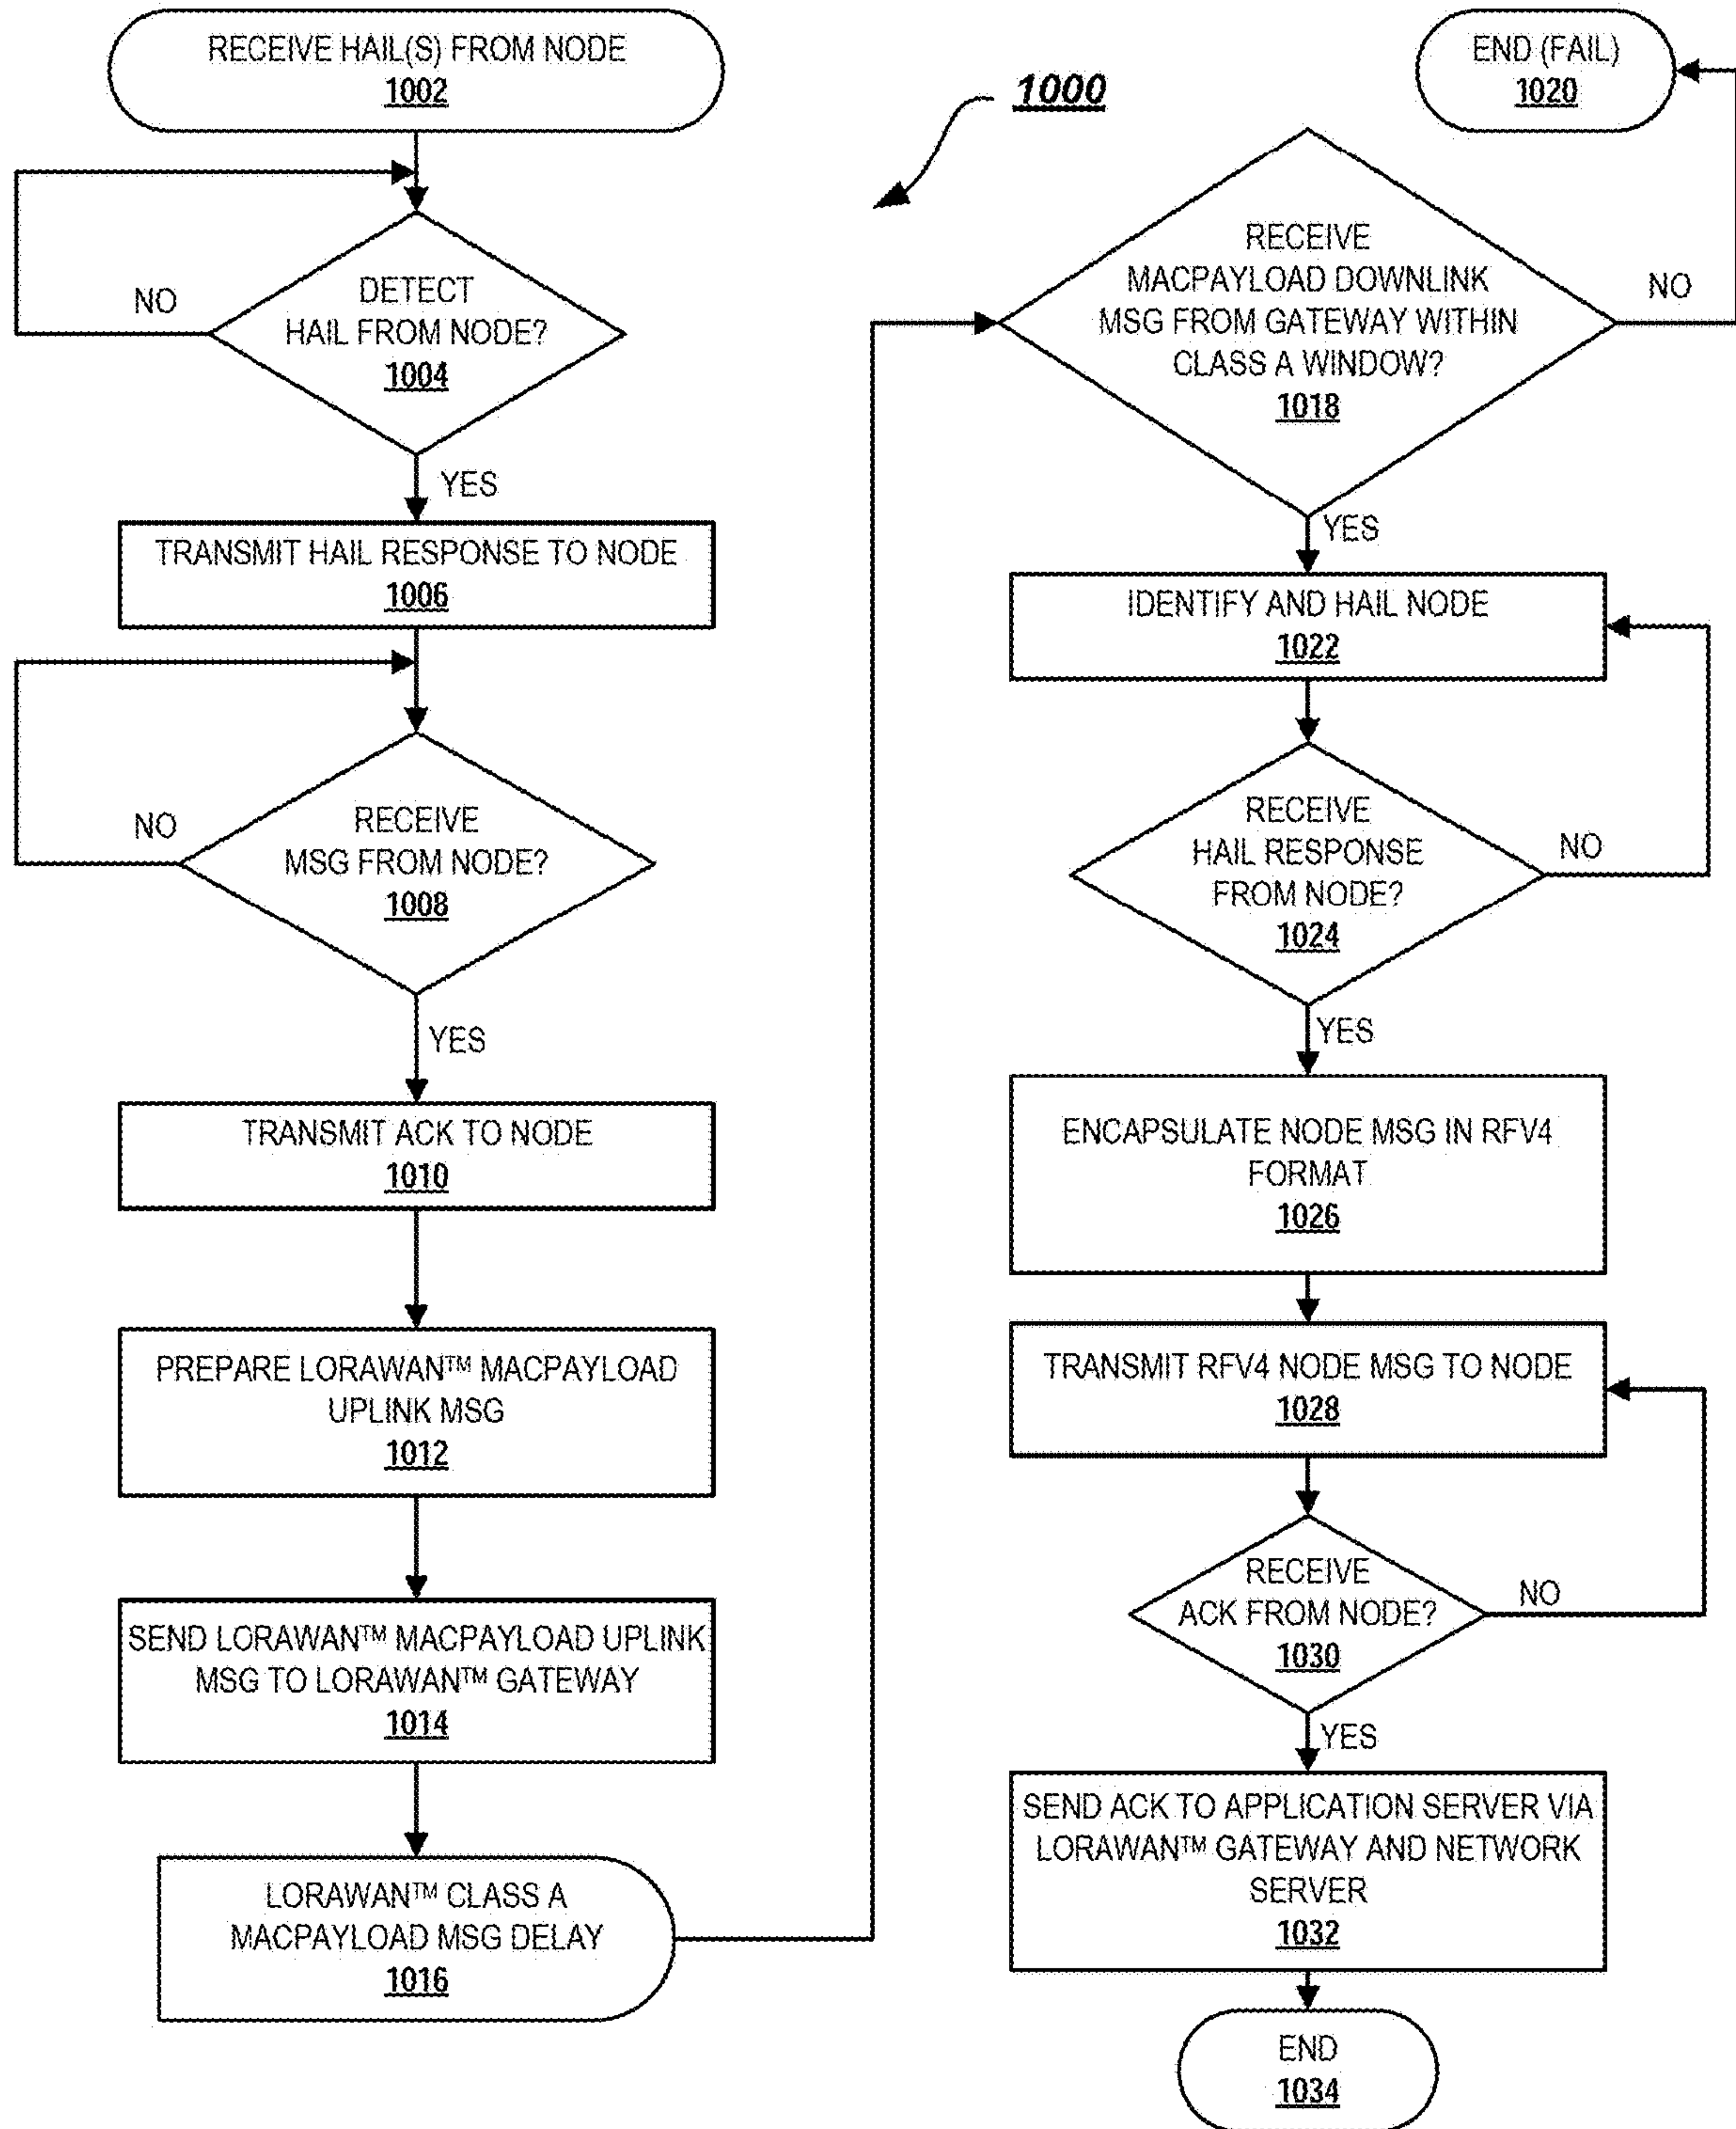 RECEIVE HAIL(S) FROM NODE
1002
DETECT
HAIL FROM NODE?
1004
NO
YES
TRANSMIT HAIL RESPONSE TO NODE
1006
RECEIVE
MSG FROM NODE?
1008
NO
YES
TRANSMIT ACK TO NODE
1010
PREPARE LORAWAN™ MACPAYLOAD
UPLINK MSG
1012
SEND LORAWAN™ MACPAYLOAD UPLINK
MSG TO LORAWAN™ GATEWAY
1014
LORAWAN™ CLASS A
MACPAYLOAD MSG DELAY
1016
1000
END (FAIL)
1020
RECEIVE
MACPAYLOAD DOWNLINK
MSG FROM GATEWAY WITHIN
CLASS A WINDOW?
1018
NO
YES
IDENTIFY AND HAIL NODE
1022
RECEIVE
HAIL RESPONSE
FROM NODE?
1024
NO
YES
ENCAPSULATE NODE MSG IN RFV4
FORMAT
1026
TRANSMIT RFV4 NODE MSG TO NODE
1028
RECEIVE
ACK FROM NODE?
1030
NO
YES
SEND ACK TO APPLICATION SERVER VIA
LORAWAN™ GATEWAY AND NETWORK
SERVER
1032
END
1034